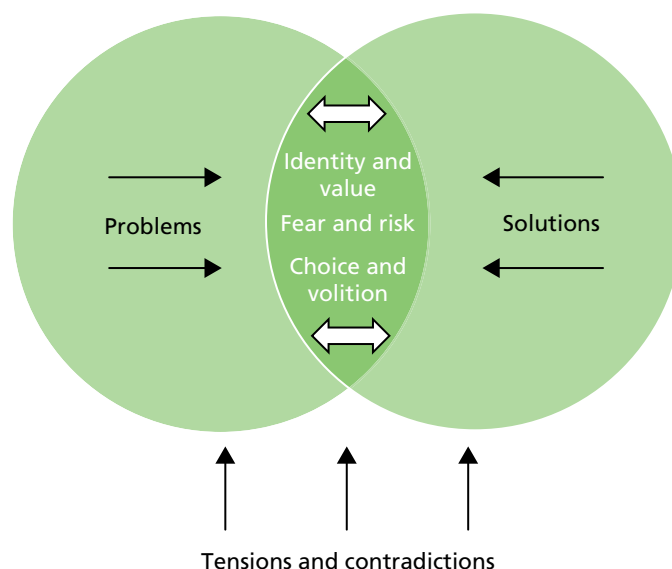 Identity and
value
Problems
Fear and risk
Solutions
Choice and
volition
Tensions and contradictions